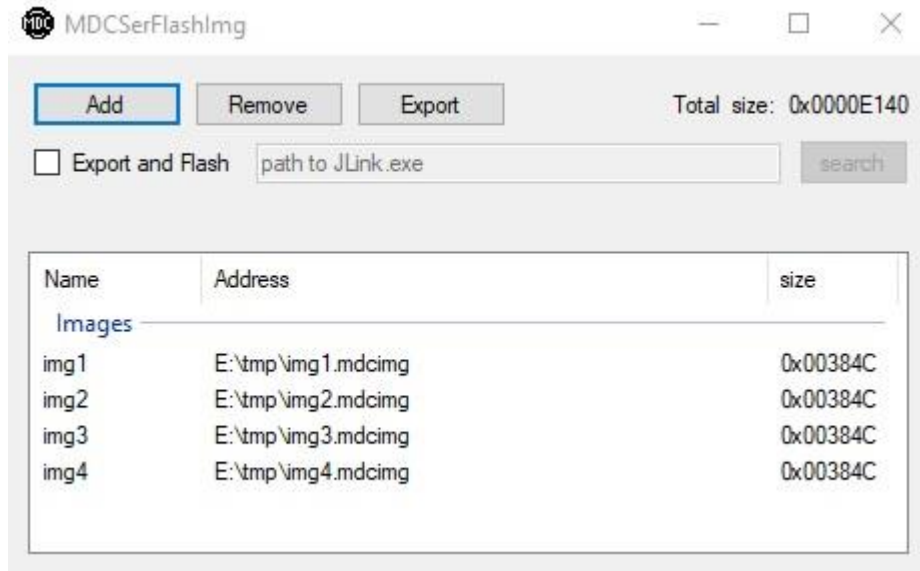 MDC MDCSerFlashImg
Add Remove Export Total size: 0x0000E140
Export and Flash path to JLink.exe search
Name Address size
Images
img1 E:\tmp\img1.mdcimg 0x00384C
img2 E:\tmp\img2.mdcimg 0x00384C
img3 E:\tmp\img3.mdcimg 0x00384C
img4 E:\tmp\img4.mdcimg 0x00384C